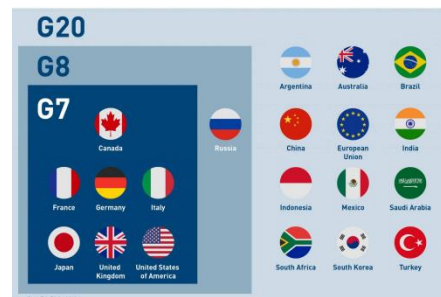 G20
G8
G7
Canada
France
Germany
Italy
Japan
United
Kingdom
United States
of America
Russia
Argentina
Australia
Brazil
China
European
Union
India
Indonesia
Mexico
Saudi Arabia
South Africa
South Korea
Turkey